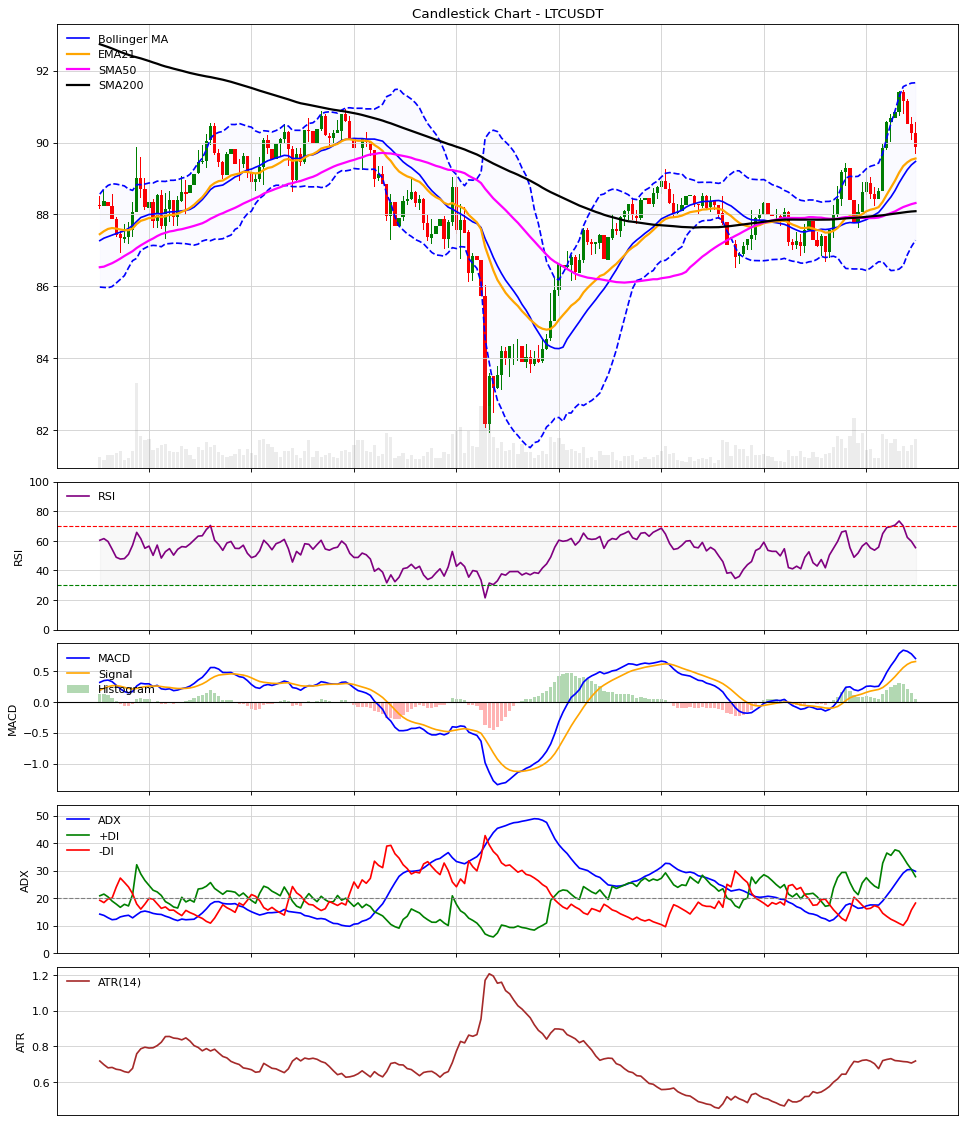 Candlestick Chart - LTCUSDT
Bollinger MA
EMA21
SMA50
SMA200
92
90
88
86
84
82
RSI
100
80
60
40
20
0
RSI
MACD
Signal
Histogram
0.5
0.0
−0.5
−1.0
MACD
ADX
+DI
-DI
50
40
30
20
10
0
ADX
ATR(14)
1.2
1.0
0.8
0.6
ATR